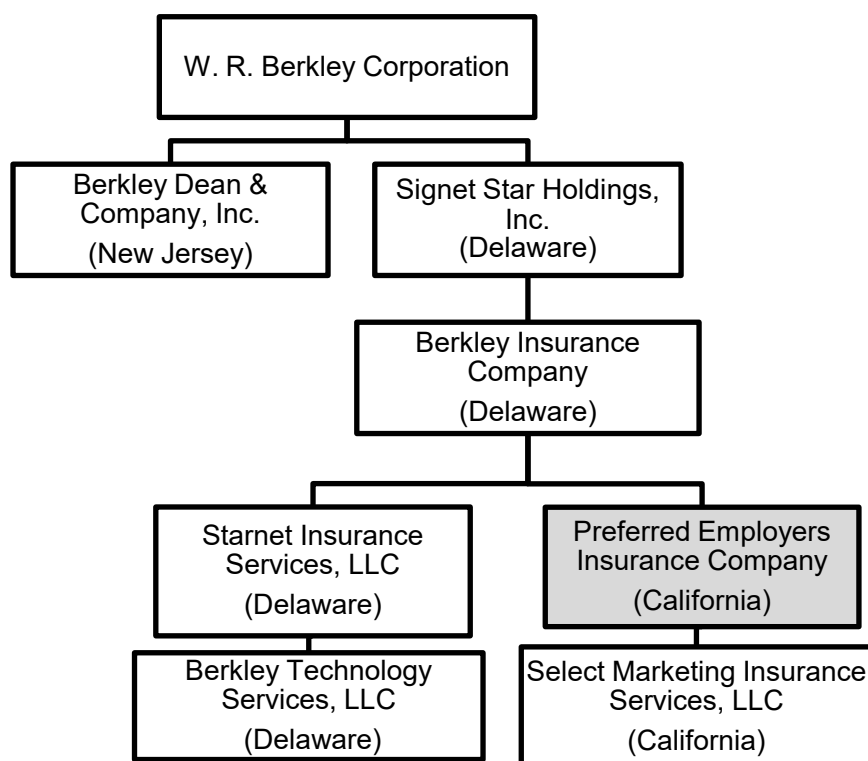 W. R. Berkley Corporation
Berkley Dean &
Company, Inc.
(New Jersey)
Signet Star Holdings,
Inc.
(Delaware)
Berkley Insurance
Company
(Delaware)
Starnet Insurance
Services, LLC
(Delaware)
Preferred Employers
Insurance Company
(California)
Berkley Technology
Services, LLC
(Delaware)
Select Marketing Insurance
Services, LLC
(California)